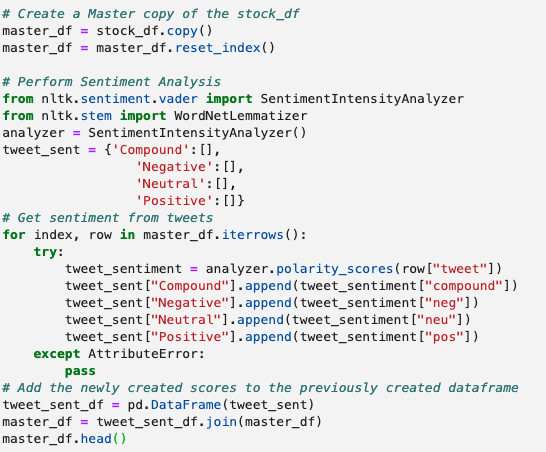 # Create a Master copy of the stock_df
master_df = stock_df.copy()
master_df = master_df.reset_index()

# Perform Sentiment Analysis
from nltk.sentiment.vader import SentimentIntensityAnalyzer
from nltk.stem import WordNetLemmatizer
analyzer = SentimentIntensityAnalyzer()
tweet_sent = {'Compound':[],
                  'Negative':[],
                  'Neutral':[],
                  'Positive':[]}
# Get sentiment from tweets
for index, row in master_df.iterrows():
    try:
        tweet_sentiment = analyzer.polarity_scores(row["tweet"])
        tweet_sent["Compound"].append(tweet_sentiment["compound"])
        tweet_sent["Negative"].append(tweet_sentiment["neg"])
        tweet_sent["Neutral"].append(tweet_sentiment["neu"])
        tweet_sent["Positive"].append(tweet_sentiment["pos"])
    except AttributeError:
        pass
# Add the newly created scores to the previously created dataframe
tweet_sent_df = pd.DataFrame(tweet_sent)
master_df = tweet_sent_df.join(master_df)
master_df.head()